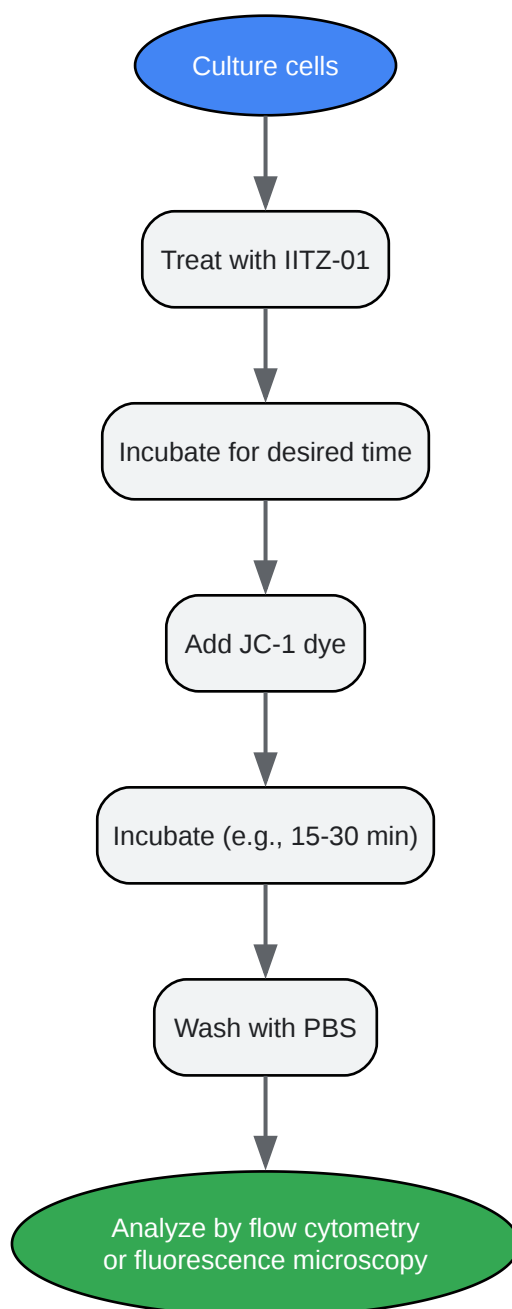 Culture cells
Treat with IITZ-01
Incubate for desired time
Add JC-1 dye
Incubate (e.g., 15-30 min)
Wash with PBS
Analyze by flow cytometry
or fluorescence microscopy